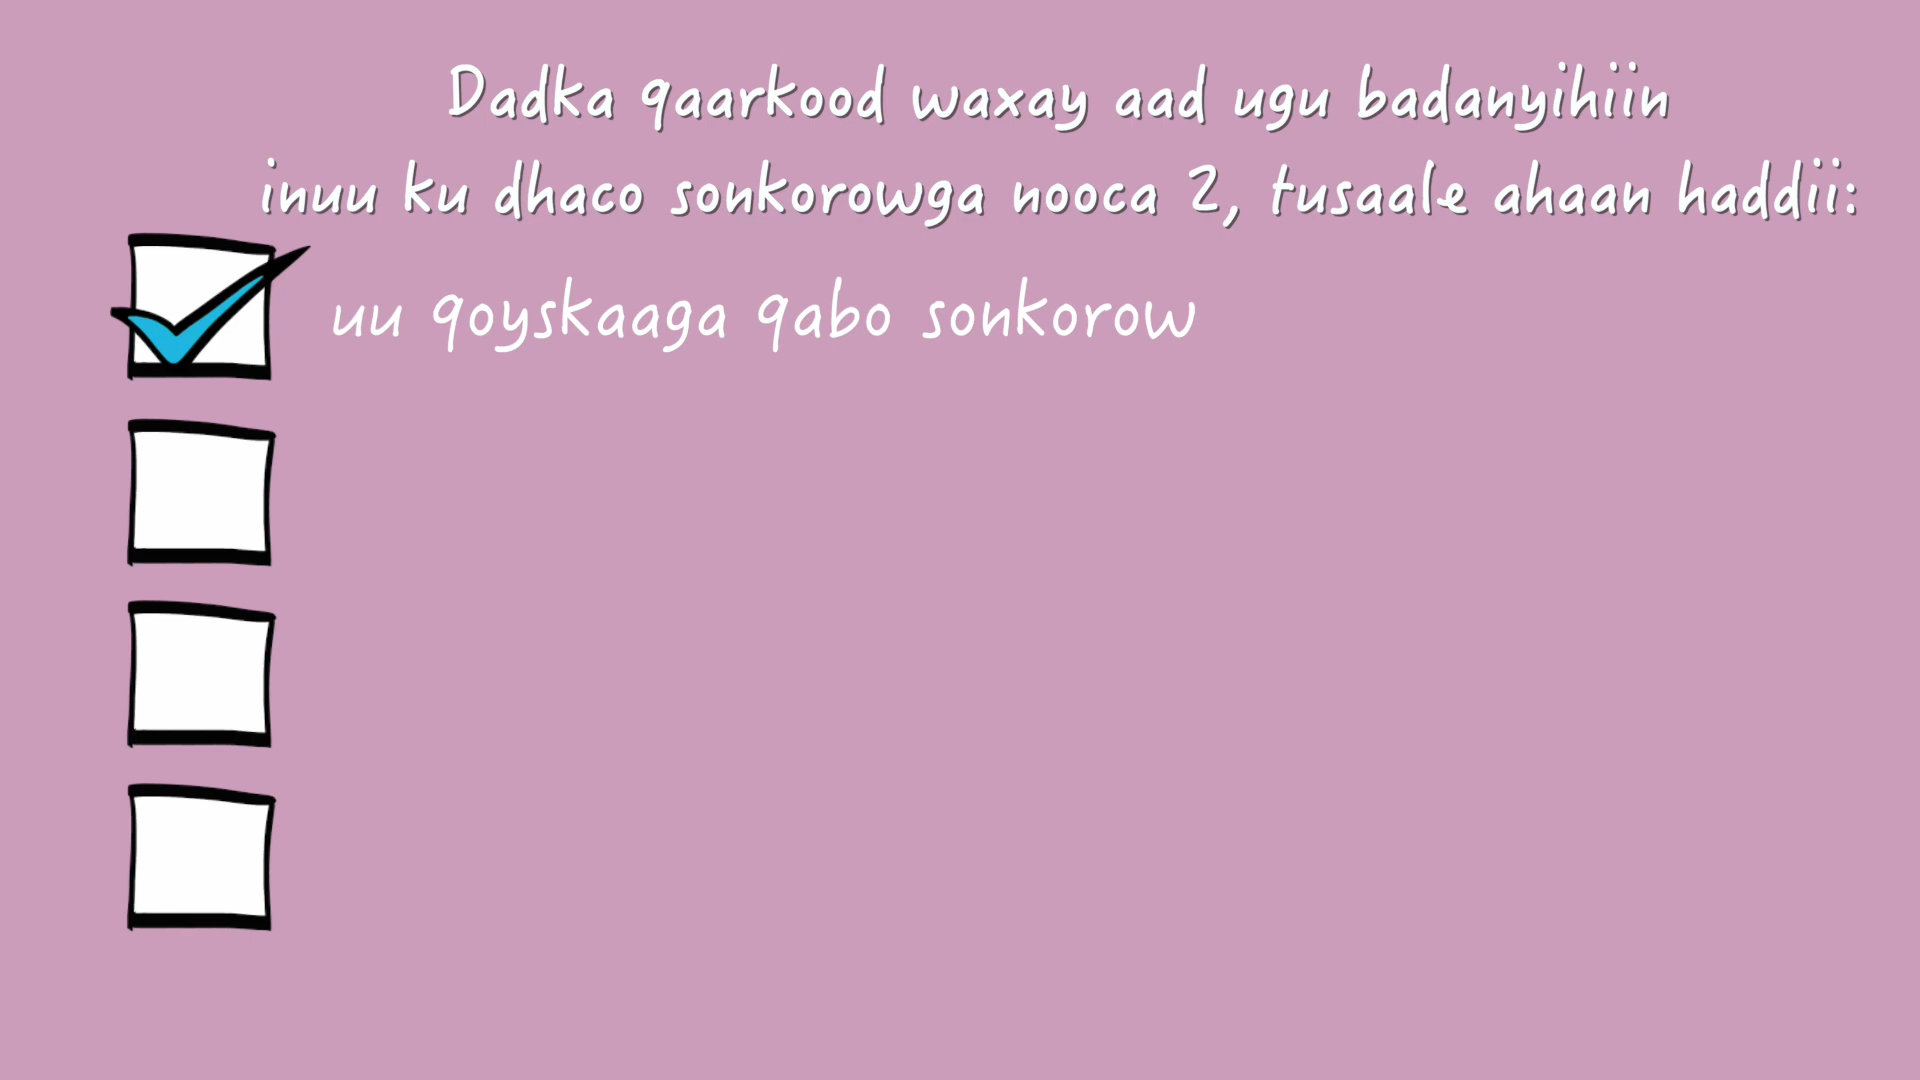 Dadka qaarkood waxay aad ugu badanyihiin
inuu ku dhaco sonkorowga nooca 2, tusaale ahaan haddii:
uu qoyskaaga qabo sonkorow